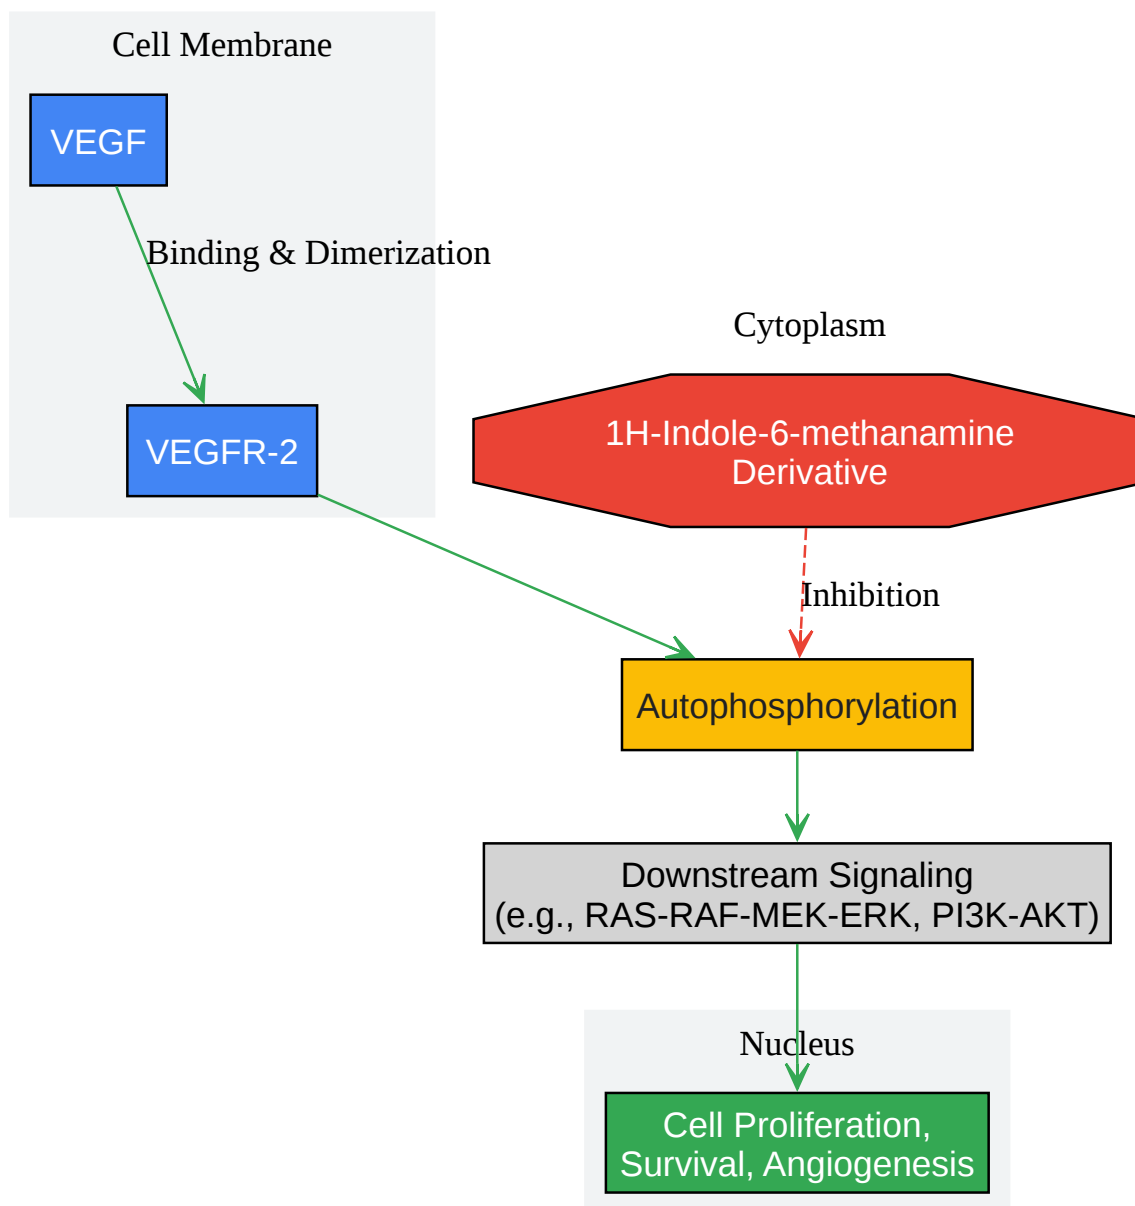 Cell Membrane
VEGF
Binding & Dimerization
Cytoplasm
1H-Indole-6-methanamine
Derivative
VEGFR-2
Inhibition
Autophosphorylation
Downstream Signaling
(e.g., RAS-RAF-MEK-ERK, PI3K-AKT)
Nucleus
Cell Proliferation,
Survival, Angiogenesis